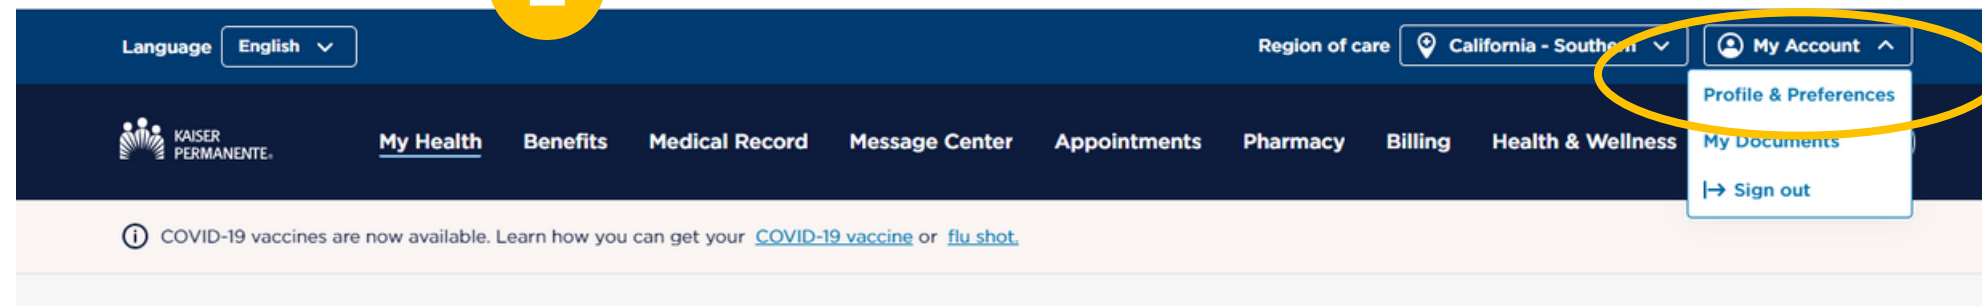 Language English
Region of care California - Southern My Account
Profile & Preferences
KAISER
PERMANENTE®
My Health Benefits Medical Record Message Center Appointments Pharmacy Billing Health & Wellness
My Documents
Sign out
COVID-19 vaccines are now available. Learn how you can get your COVID-19 vaccine or flu shot.